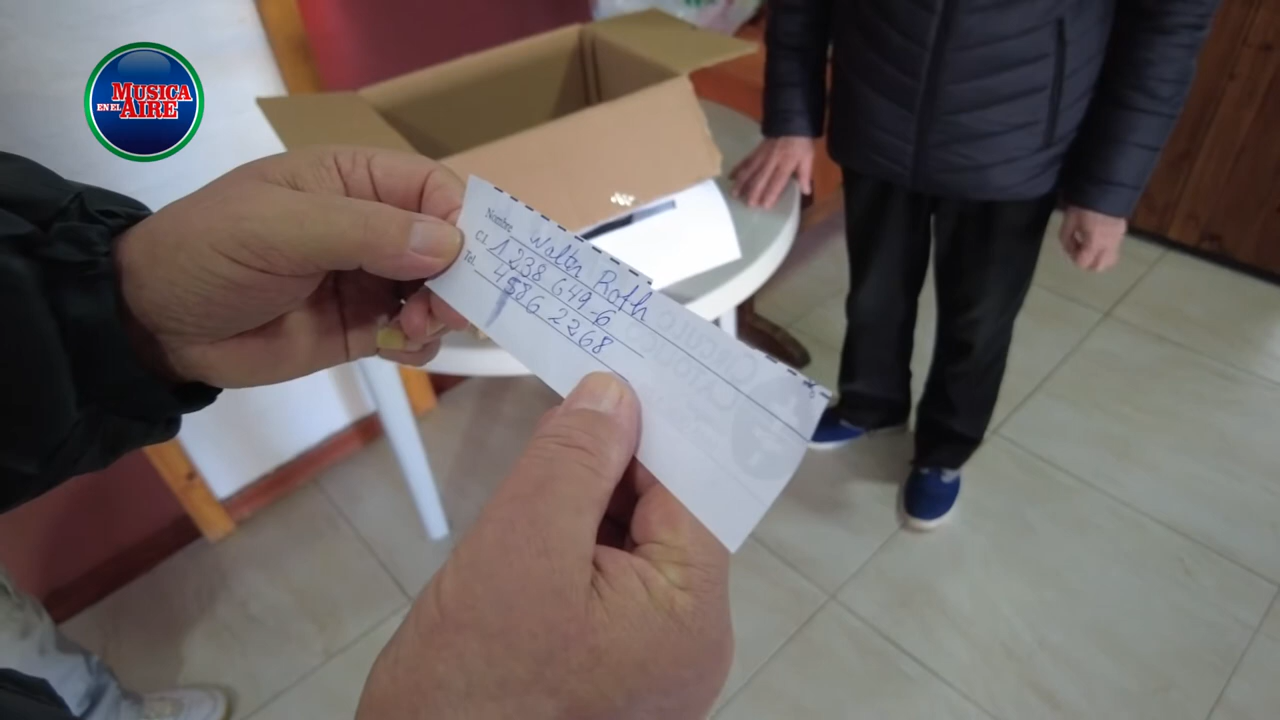 MUSICA
EN EL AIRE
Nombre Walter Roth
C.I. 1 238 649-6
Tel. 4586 2268